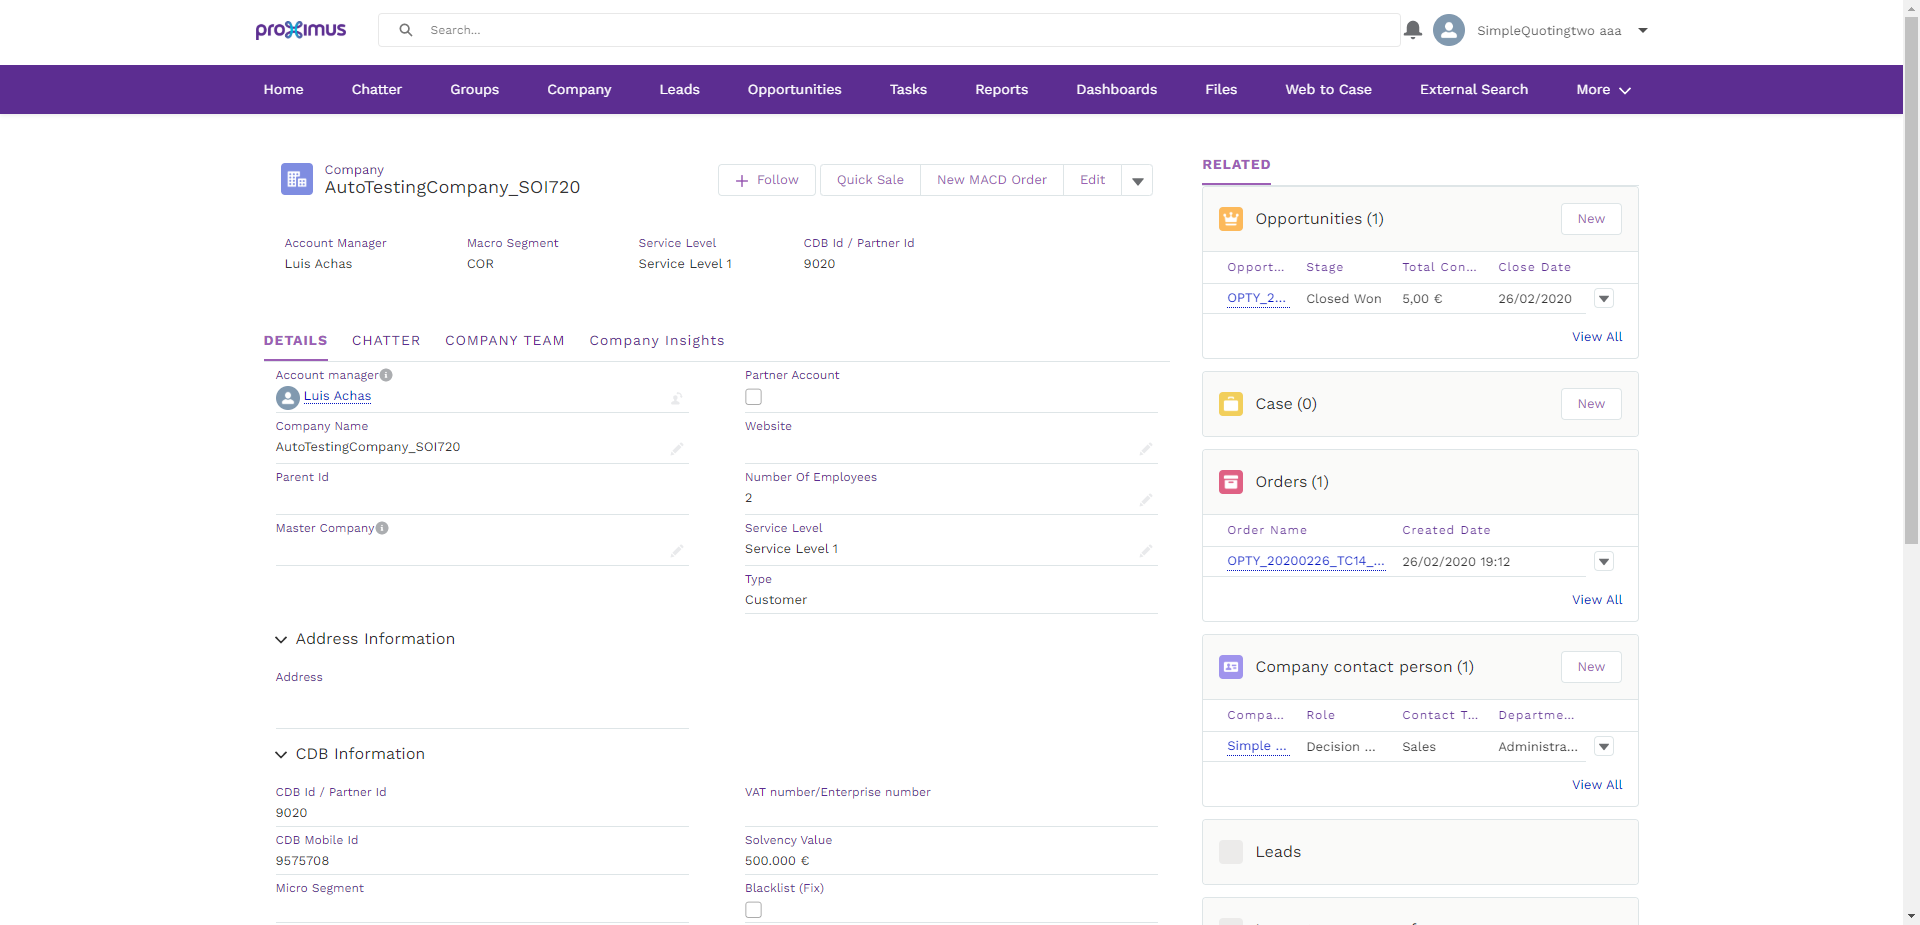 proximus
Search...
SimpleQuotingtwo aaa
Home Chatter Groups Company Leads Opportunities Tasks Reports Dashboards Files Web to Case External Search More
Company
AutoTestingCompany_SOI720
Follow Quick Sale New MACD Order Edit
Account Manager Macro Segment Service Level CDB Id / Partner Id
Luis Achas COR Service Level 1 9020
DETAILS CHATTER COMPANY TEAM Company Insights
Account manager Partner Account
Luis Achas
Company Name Website
AutoTestingCompany_SOI720
Parent Id Number Of Employees
2
Master Company Service Level
Service Level 1
Type
Customer
Address Information
Address
CDB Information
CDB Id / Partner Id VAT number/Enterprise number
9020
CDB Mobile Id Solvency Value
9575708 500.000 €
Micro Segment Blacklist (Fix)
RELATED
Opportunities (1) New
Opport... Stage Total Con... Close Date
OPTY_2... Closed Won 5,00 € 26/02/2020
View All
Case (0) New
Orders (1)
Order Name Created Date
OPTY_20200226_TC14_... 26/02/2020 19:12
View All
Company contact person (1) New
Compa... Role Contact T... Departme...
Simple ... Decision ... Sales Administra...
View All
Leads